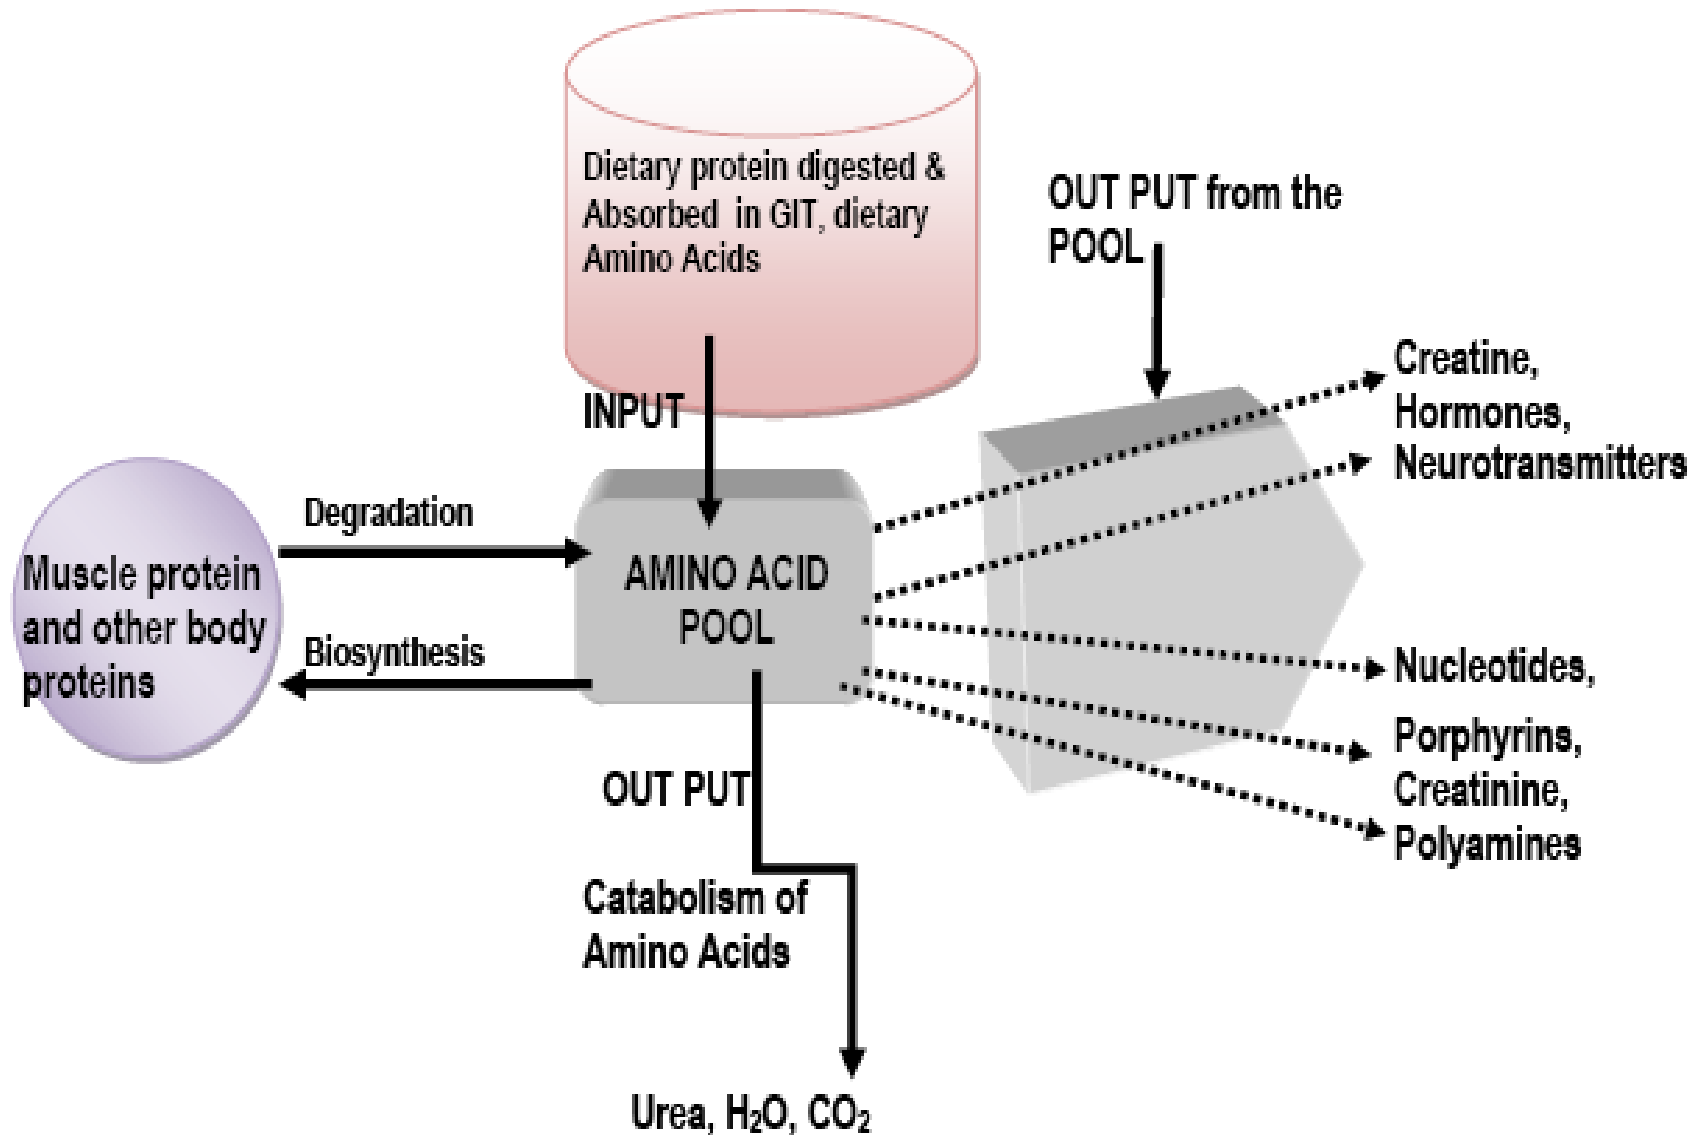 Dietary protein digested &
Absorbed in GIT, dietary
Amino Acids
OUT PUT from the
POOL
INPUT
Creatine,
Hormones,
Neurotransmitters
Degradation
Muscle protein
and other body
proteins
AMINO ACID
POOL
Biosynthesis
Nucleotides,
Porphyrins,
Creatinine,
Polyamines
OUT PUT
Catabolism of
Amino Acids
Urea, H₂O, CO₂